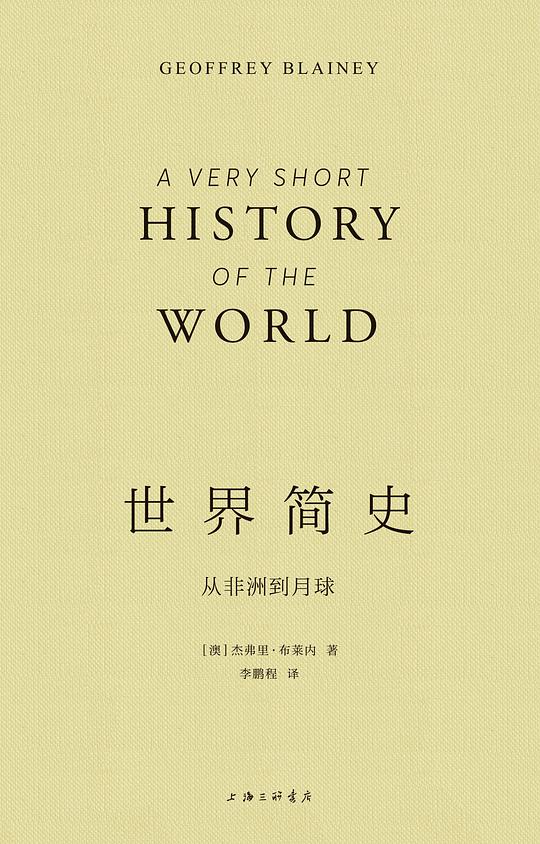 GEOFFREY BLAINEY
A VERY SHORT
HISTORY
OF THE
WORLD
世界简史
从非洲到月球
[澳]杰弗里·布莱内 著
李鹏程 译
上海三联书店